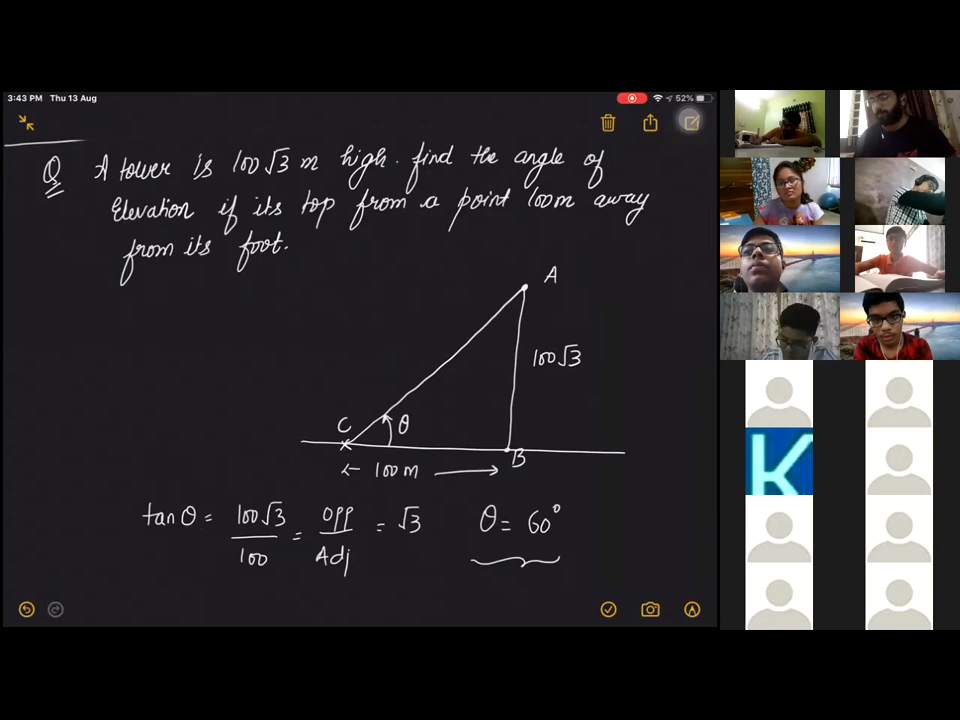 3:43 PM Thu 13 Aug
52%
Q A tower is 100√3 m high. find the angle of
Elevation if its top from a point 100m away
from its foot.
A
100√3
C θ
B
← 100m →
tan θ = 100√3/100 = opp/Adj = √3 θ = 60°
K